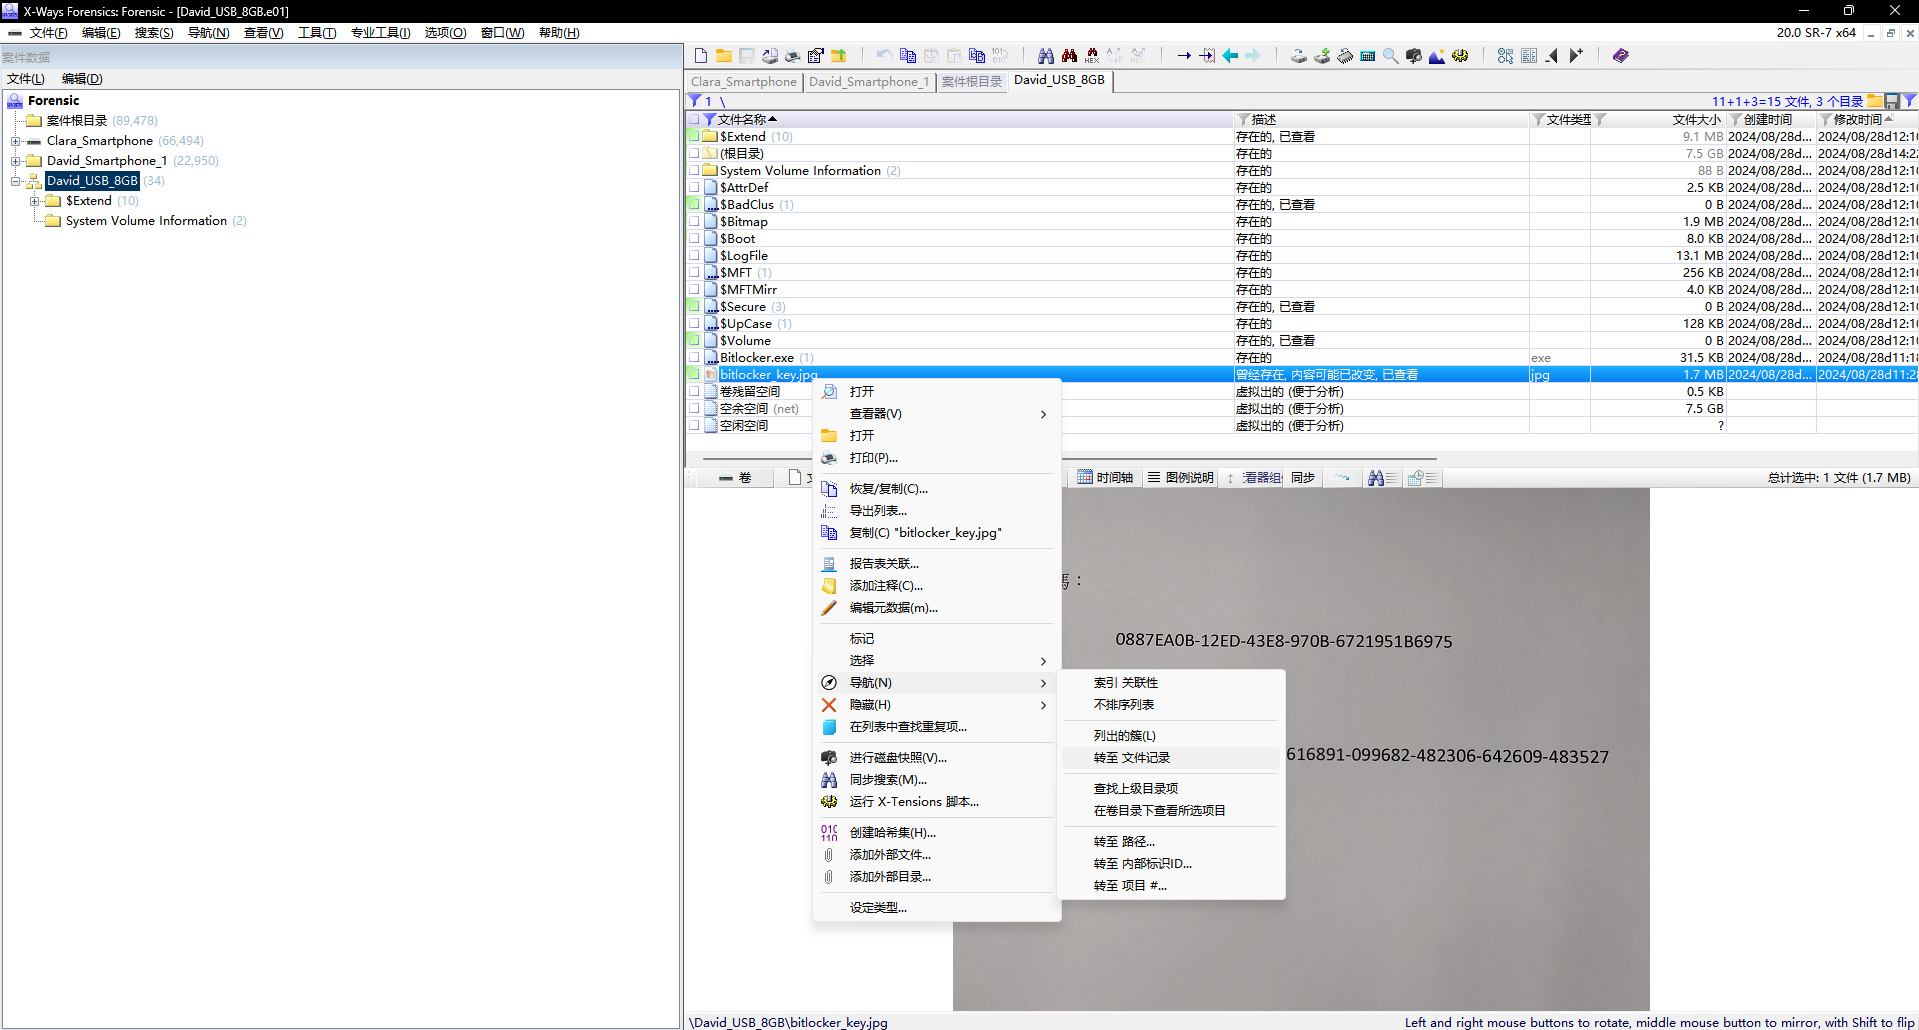 X-Ways Forensics: Forensic - [David_USB_8GB.e01]
文件(F) 编辑(E) 搜索(S) 导航(N) 查看(V) 工具(T) 专业工具(I) 选项(O) 窗口(W) 帮助(H) 20.0 SR-7 x64
案件数据
文件(L) 编辑(D)
Forensic
案件根目录 (89,478)
Clara_Smartphone (66,494)
David_Smartphone_1 (22,950)
David_USB_8GB (34)
$Extend (10)
System Volume Information (2)
Clara_Smartphone David_Smartphone_1 案件根目录 David_USB_8GB
1 \ 11+1+3=15 文件, 3 个目录
文件名称 描述 文件类型 文件大小 创建时间 修改时间
$Extend (10) 存在的, 已查看 9.1 MB 2024/08/28d... 2024/08/28d12:1
(根目录) 存在的 7.5 GB 2024/08/28d... 2024/08/28d14:2
System Volume Information (2) 存在的 88 B 2024/08/28d... 2024/08/28d12:1
$AttrDef 存在的 2.5 KB 2024/08/28d... 2024/08/28d12:1
$BadClus (1) 存在的, 已查看 0 B 2024/08/28d... 2024/08/28d12:1
$Bitmap 存在的 1.9 MB 2024/08/28d... 2024/08/28d12:1
$Boot 存在的 8.0 KB 2024/08/28d... 2024/08/28d12:1
$LogFile 存在的 13.1 MB 2024/08/28d... 2024/08/28d12:1
$MFT (1) 存在的 256 KB 2024/08/28d... 2024/08/28d12:1
$MFTMirr 存在的 4.0 KB 2024/08/28d... 2024/08/28d12:1
$Secure (3) 存在的, 已查看 0 B 2024/08/28d... 2024/08/28d12:1
$UpCase (1) 存在的 128 KB 2024/08/28d... 2024/08/28d12:1
$Volume 存在的, 已查看 0 B 2024/08/28d... 2024/08/28d12:1
Bitlocker.exe (1) 存在的 exe 31.5 KB 2024/08/28d... 2024/08/28d11:1
bitlocker_key.jpg 曾经存在, 内容可能已改变, 已查看 jpg 1.7 MB 2024/08/28d... 2024/08/28d11:2
卷残留空间 虚拟出的 (便于分析) 0.5 KB
空余空间 (net) 虚拟出的 (便于分析) 7.5 GB
空闲空间 虚拟出的 (便于分析) ?
卷 时间轴 图例说明 看器组 同步 总计选中: 1 文件 (1.7 MB)
打开
查看器(V)
打开
打印(P)...
恢复/复制(C)...
导出列表...
复制(C) "bitlocker_key.jpg"
报告表关联...
添加注释(C)...
编辑元数据(m)...
标记
选择
导航(N)
隐藏(H)
在列表中查找重复项...
进行磁盘快照(V)...
同步搜索(M)...
运行 X-Tensions 脚本...
创建哈希集(H)...
添加外部文件...
添加外部目录...
设定类型...
索引 关联性
不排序列表
列出的簇(L)
转至 文件记录
查找上级目录项
在卷目录下查看所选项目
转至 路径...
转至 内部标识ID...
转至 项目 #...
:
0887EA0B-12ED-43E8-970B-6721951B6975
616891-099682-482306-642609-483527
\David_USB_8GB\bitlocker_key.jpg Left and right mouse buttons to rotate, middle mouse button to mirror, with Shift to flip